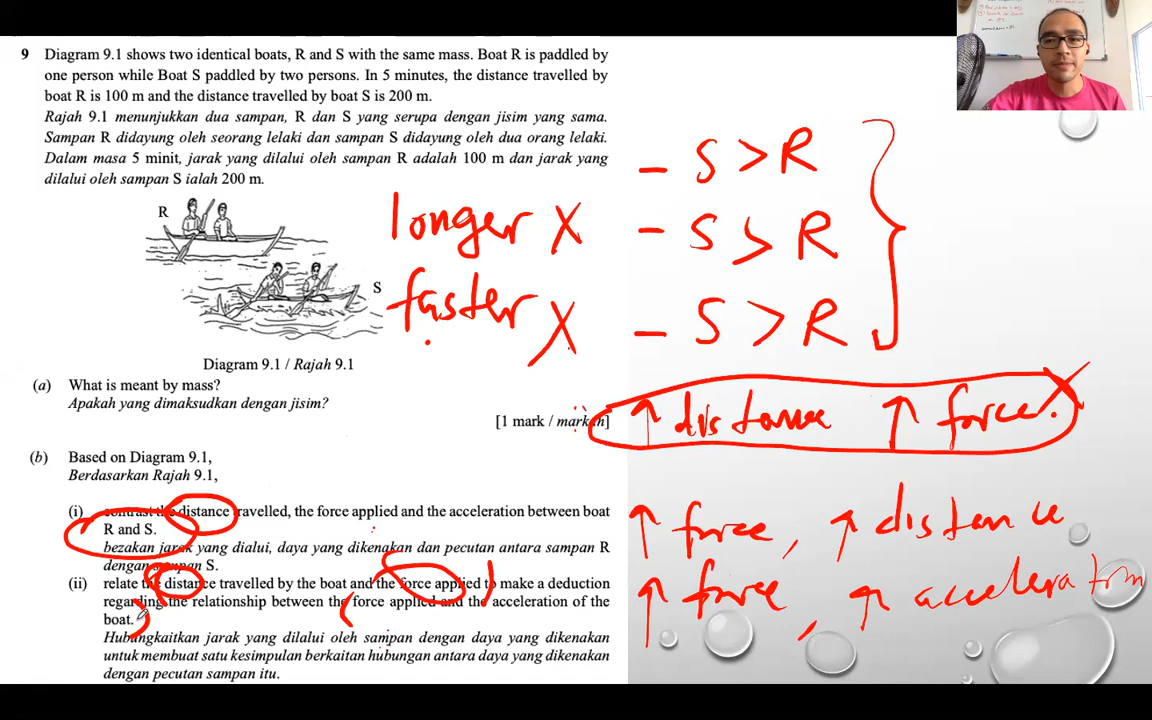 9 Diagram 9.1 shows two identical boats, R and S with the same mass. Boat R is paddled by
one person while Boat S paddled by two persons. In 5 minutes, the distance travelled by
boat R is 100 m and the distance travelled by boat S is 200 m.
Rajah 9.1 menunjukkan dua sampan, R dan S yang serupa dengan jisim yang sama.
Sampan R didayung oleh seorang lelaki dan sampan S didayung oleh dua orang lelaki.
Dalam masa 5 minit, jarak yang dilalui oleh sampan R adalah 100 m dan jarak yang
dilalui oleh sampan S ialah 200 m.
R
S
Diagram 9.1 / Rajah 9.1
longer X
faster X
- S > R
- S > R
- S > R
↑ distance ↑ force. X
↑ force, ↑ distance
↑ force, ↑ acceleration
(a) What is meant by mass?
Apakah yang dimaksudkan dengan jisim?
[1 mark / markah]
(b) Based on Diagram 9.1,
Berdasarkan Rajah 9.1,
(i) contrast the distance travelled, the force applied and the acceleration between boat
R and S.
bezakan jarak yang dialui, daya yang dikenakan dan pecutan antara sampan R
dengan sampan S.
(ii) relate the distance travelled by the boat and the force applied to make a deduction
regarding the relationship between the force applied and the acceleration of the
boat.
Hubungkaitkan jarak yang dilalui oleh sampan dengan daya yang dikenakan
untuk membuat satu kesimpulan berkaitan hubungan antara daya yang dikenakan
dengan pecutan sampan itu.